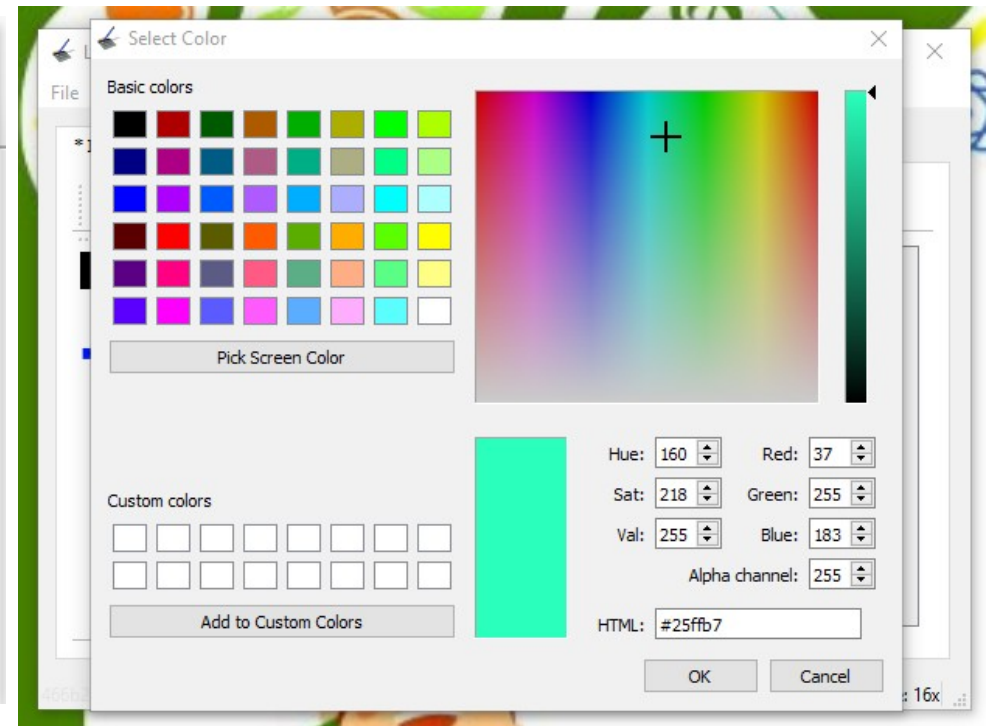 Select Color
File
Basic colors
Pick Screen Color
Hue: 160 Red: 37
Sat: 218 Green: 255
Val: 255 Blue: 183
Alpha channel: 255
Custom colors
Add to Custom Colors
HTML: #25ffb7
OK Cancel
16x